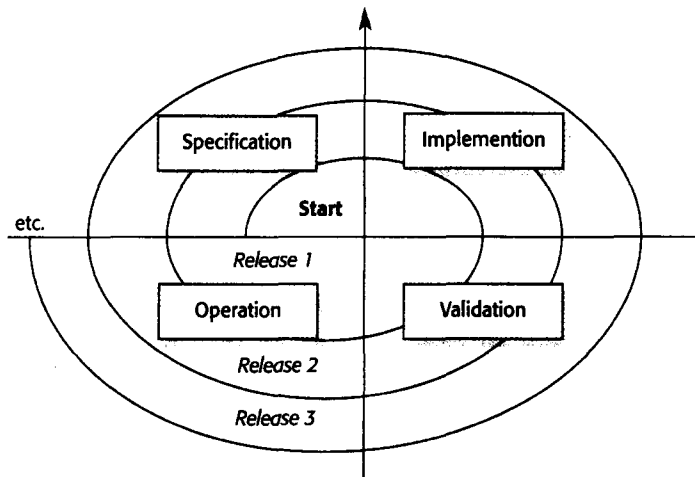 Specification
Implemention
Start
etc.
Release 1
Operation
Validation
Release 2
Release 3